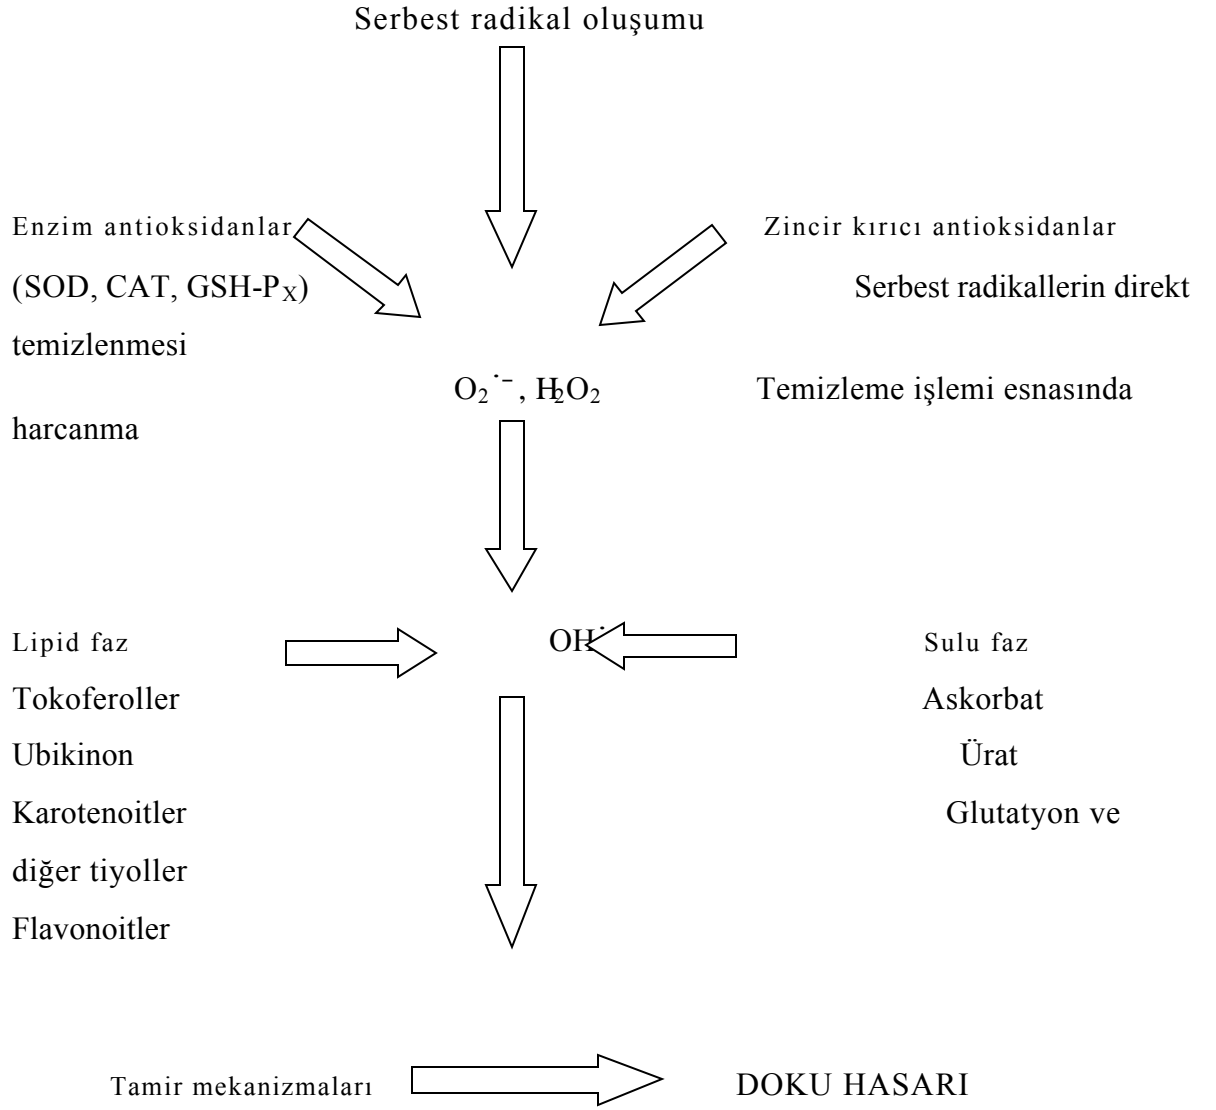 Serbest radikal oluşumu
Enzim antioksidanlar Zincir kırıcı antioksidanlar
(SOD, CAT, GSH-PX) Serbest radikallerin direkt
temizlenmesi
O2˙⁻, H2O2 Temizleme işlemi esnasında
harcanma
Lipid faz OH˙ Sulu faz
Tokoferoller Askorbat
Ubikinon Ürat
Karotenoitler Glutatyon ve
diğer tiyoller
Flavonoitler
Tamir mekanizmaları DOKU HASARI